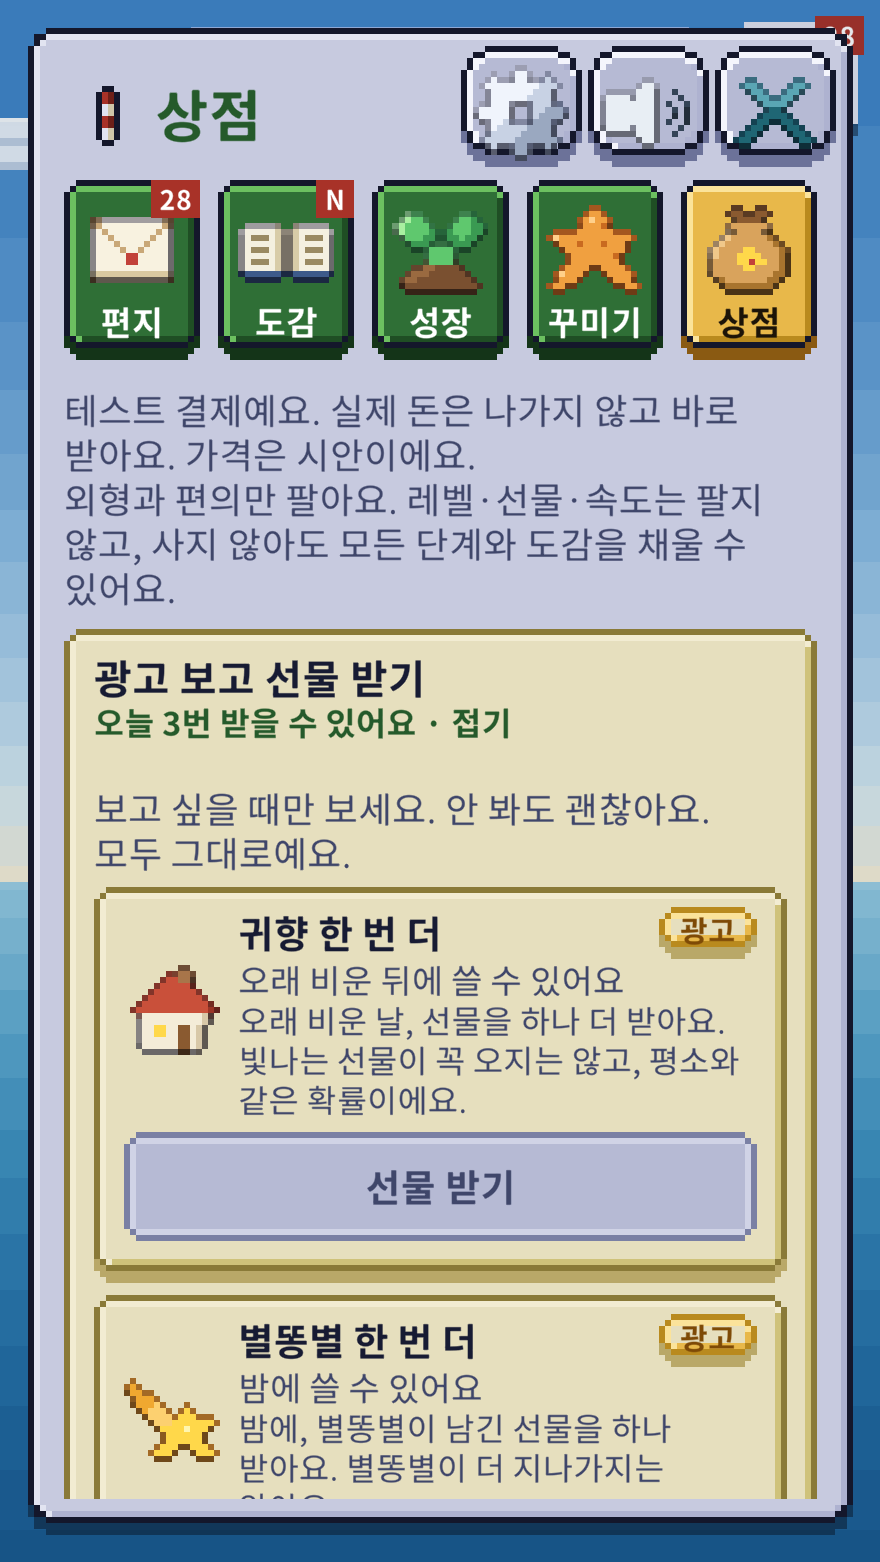 상점
28
N
편지
도감
성장
꾸미기
상점
테스트 결제예요. 실제 돈은 나가지 않고 바로
받아요. 가격은 시안이에요.
외형과 편의만 팔아요. 레벨·선물·속도는 팔지
않고, 사지 않아도 모든 단계와 도감을 채울 수
있어요.
광고 보고 선물 받기
오늘 3번 받을 수 있어요 · 접기
보고 싶을 때만 보세요. 안 봐도 괜찮아요.
모두 그대로예요.
귀향 한 번 더
광고
오래 비운 뒤에 쓸 수 있어요
오래 비운 날, 선물을 하나 더 받아요.
빛나는 선물이 꼭 오지는 않고, 평소와
같은 확률이에요.
선물 받기
별똥별 한 번 더
광고
밤에 쓸 수 있어요
밤에, 별똥별이 남긴 선물을 하나
받아요. 별똥별이 더 지나가지는